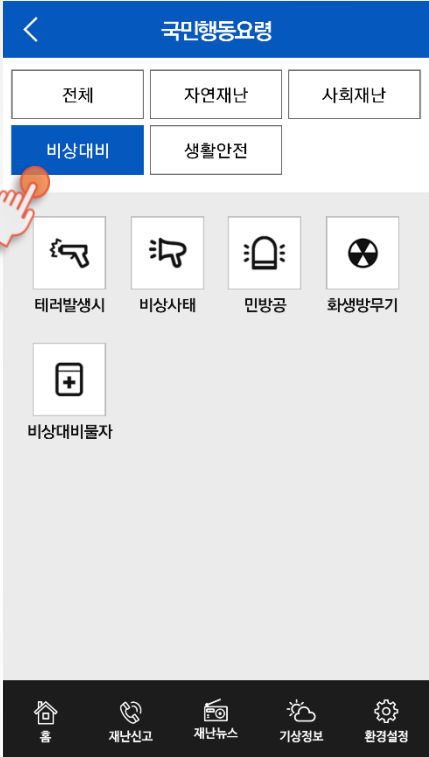 국민행동요령
전체 자연재난 사회재난
비상대비 생활안전
테러발생시 비상사태 민방공 화생방무기
비상대비물자
홈 재난신고 재난뉴스 기상정보 환경설정